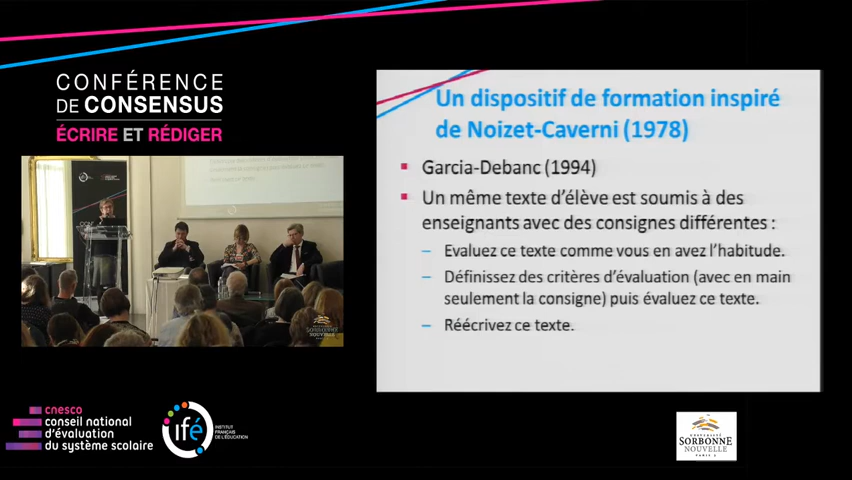 CONFÉRENCE
DE CONSENSUS
ÉCRIRE ET RÉDIGER
Un dispositif de formation inspiré
de Noizet-Caverni (1978)
Garcia-Debanc (1994)
Un même texte d'élève est soumis à des
enseignants avec des consignes différentes :
– Evaluez ce texte comme vous en avez l'habitude.
– Définissez des critères d'évaluation (avec en main
seulement la consigne) puis évaluez ce texte.
– Réécrivez ce texte.
cnesco
conseil national
d'évaluation
du système scolaire
ifé
INSTITUT
FRANÇAIS
DE L'ÉDUCATION
SORBONNE
NOUVELLE
PARIS 3